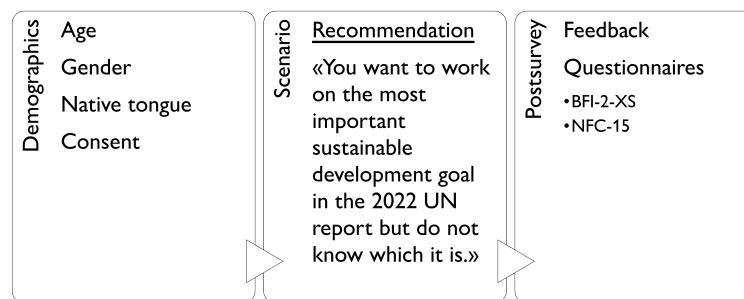 Demographics
Age
Gender
Native tongue
Consent
Scenario
Recommendation
«You want to work
on the most
important
sustainable
development goal
in the 2022 UN
report but do not
know which it is.»
Postsurvey
Feedback
Questionnaires
•BFI-2-XS
•NFC-15